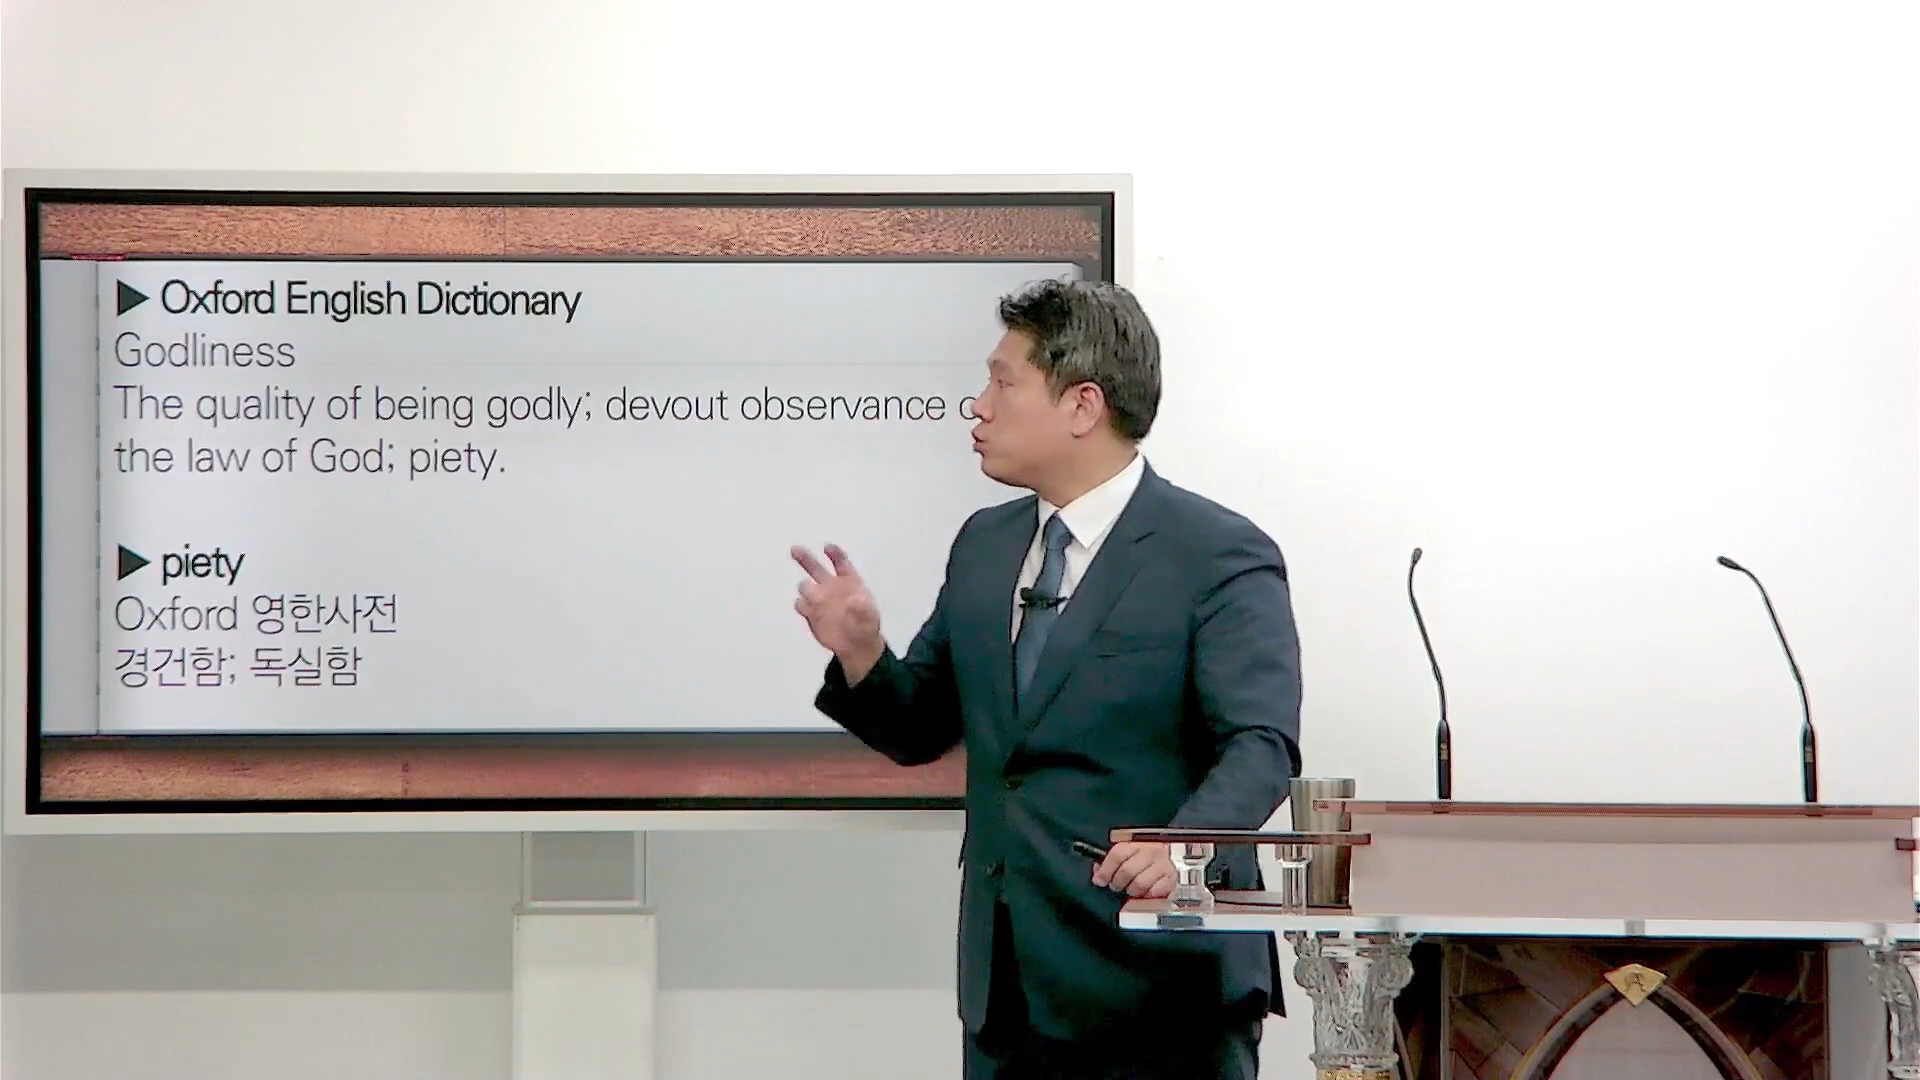 ▶ Oxford English Dictionary
Godliness
The quality of being godly; devout observance
the law of God; piety.
▶ piety
Oxford 영한사전
경건함; 독실함